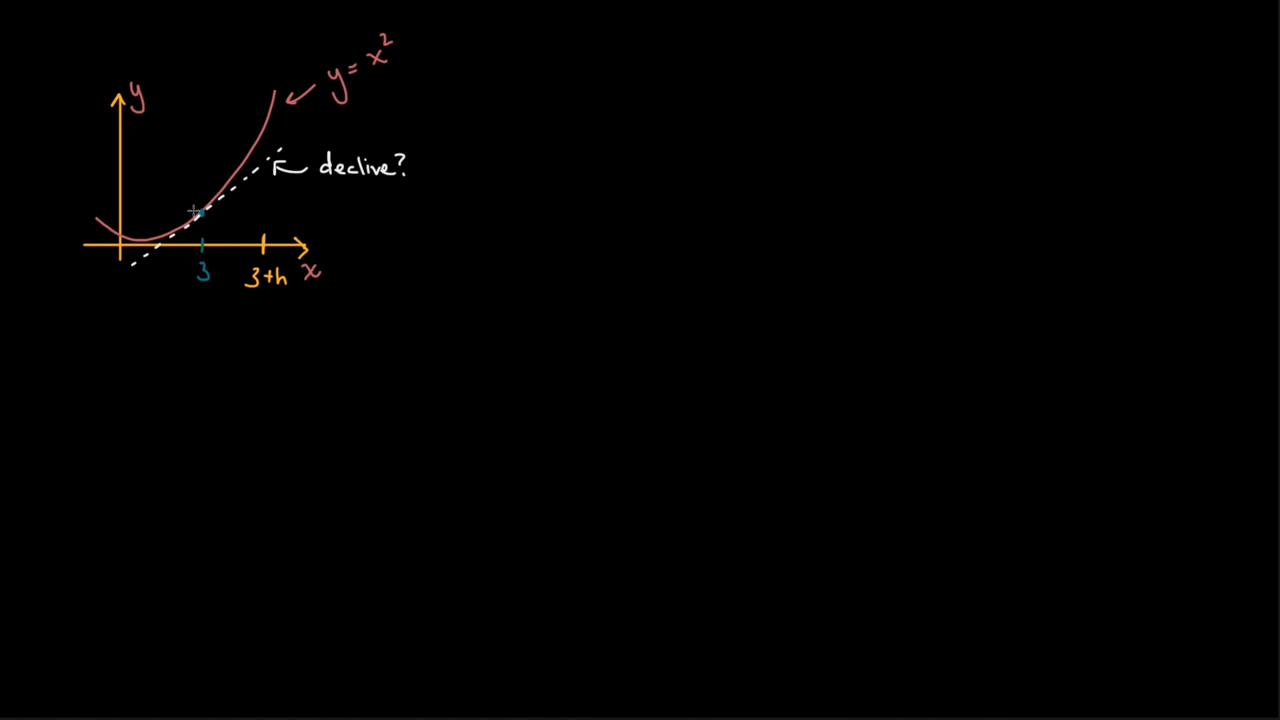 y = x²
y
declive?
3
3+h
x